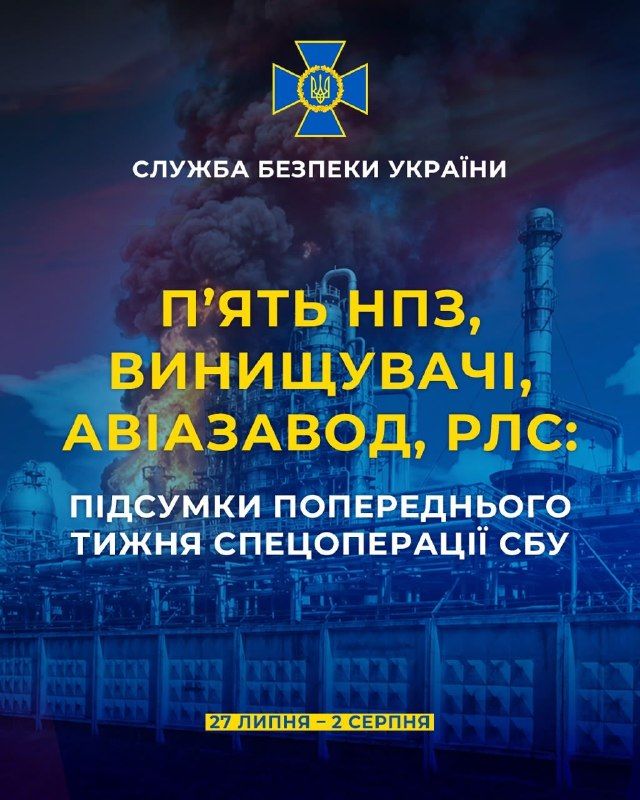 СЛУЖБА БЕЗПЕКИ УКРАЇНИ
П’ЯТЬ НПЗ,
ВИНИЩУВАЧІ,
АВІАЗАВОД, РЛС:
ПІДСУМКИ ПОПЕРЕДНЬОГО
ТИЖНЯ СПЕЦОПЕРАЦІЇ СБУ
27 ЛИПНЯ – 2 СЕРПНЯ